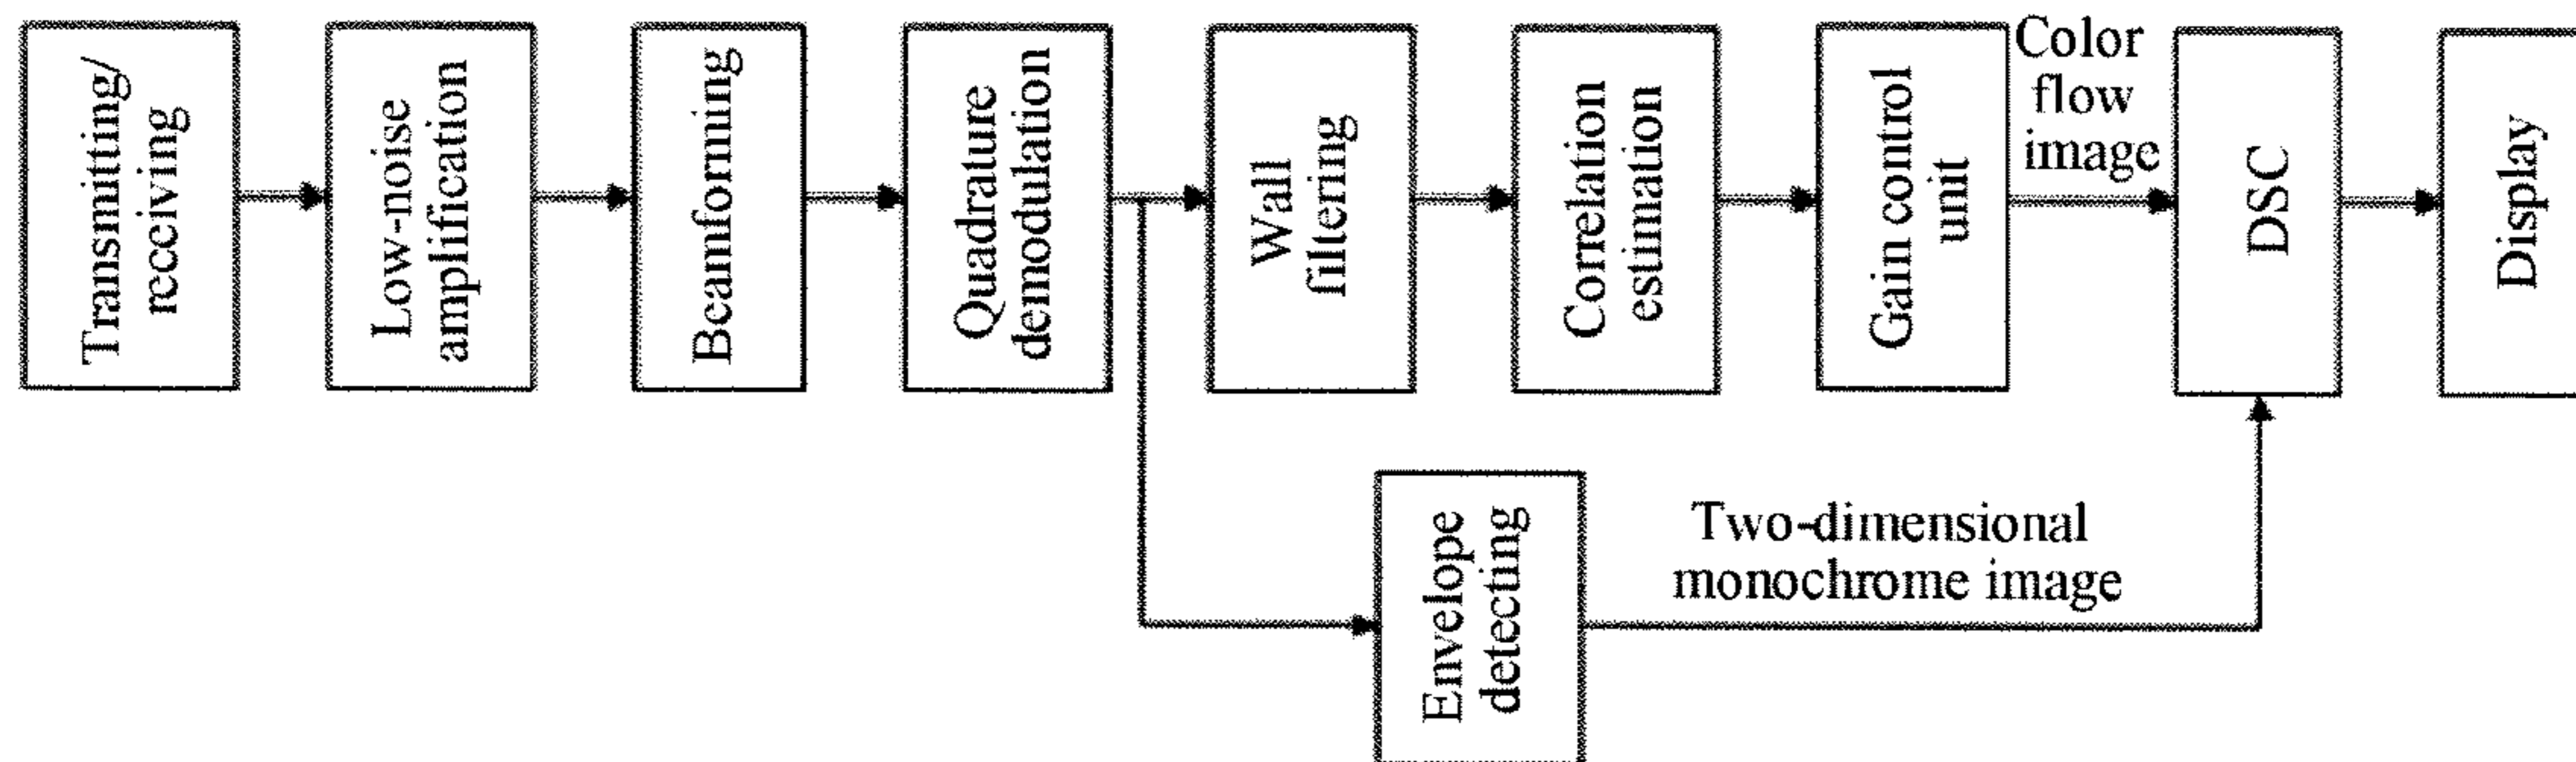 Transmitting/
receiving
Low-noise
amplification
Beamforming
Quadrature
demodulation
Wall
filtering
Correlation
estimation
Gain control
unit
Color
flow
image
DSC
Display
Envelope
detecting
Two-dimensional
monochrome image